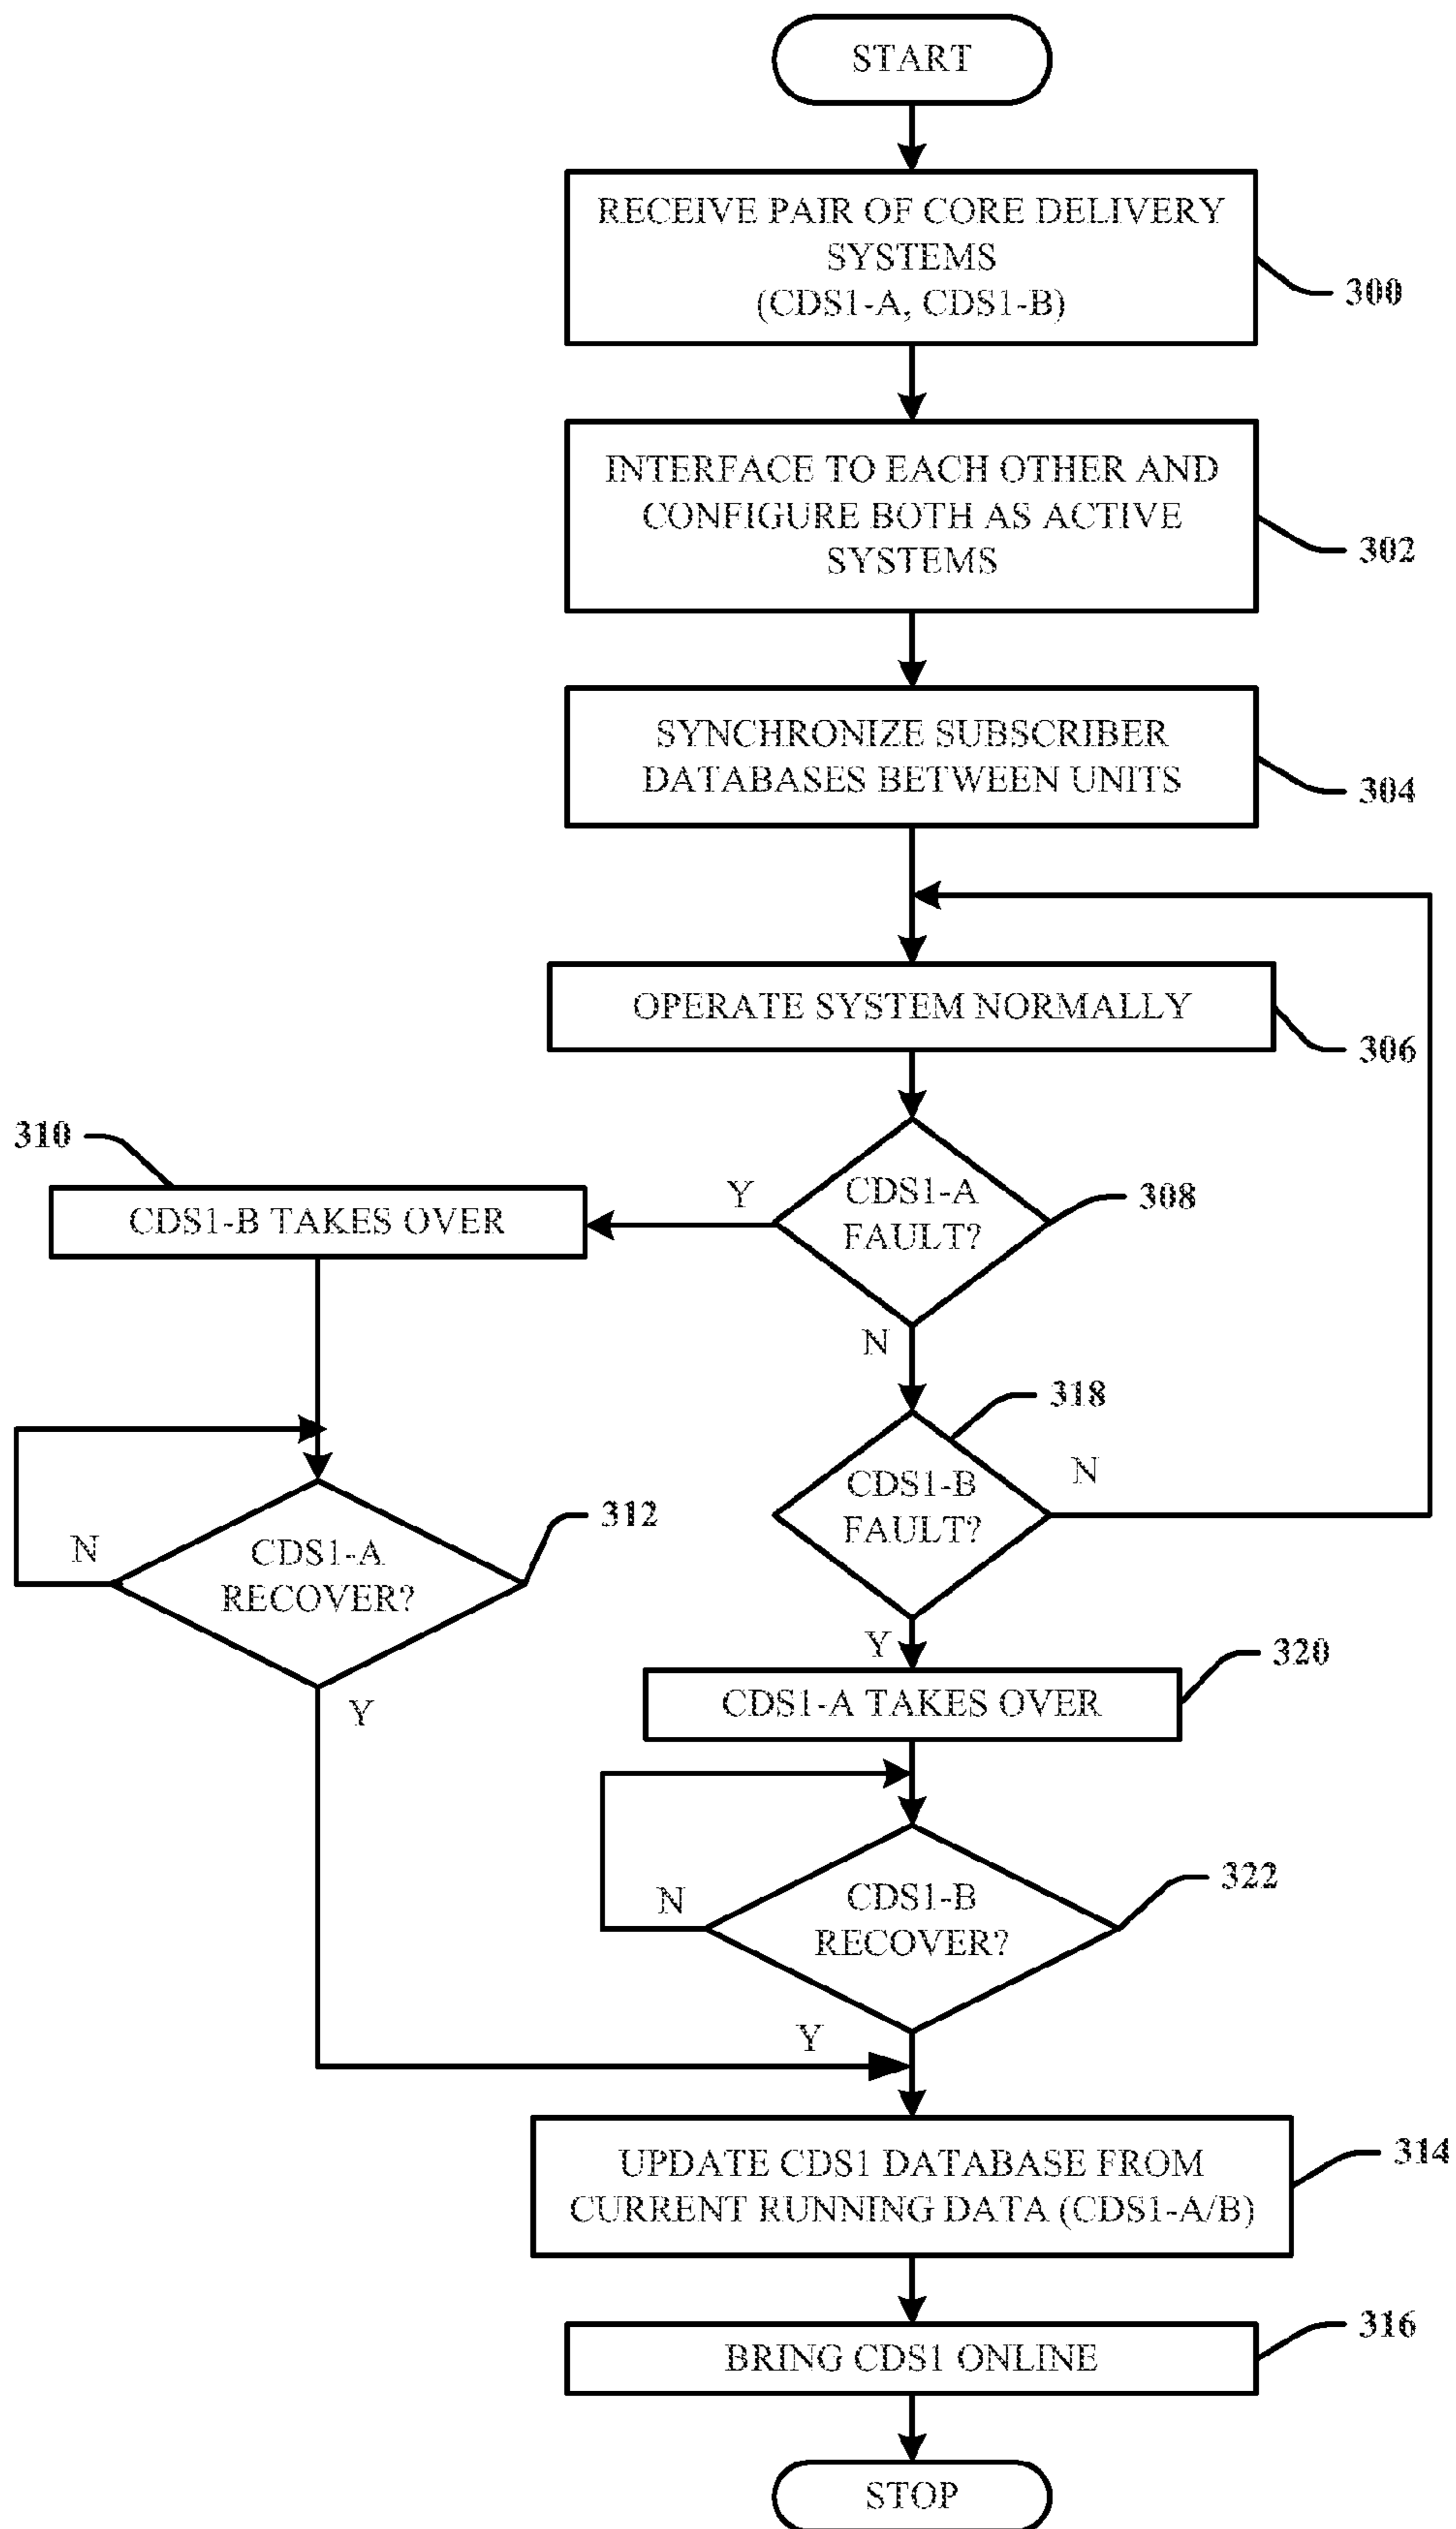 START
RECEIVE PAIR OF CORE DELIVERY
SYSTEMS
(CDS1-A, CDS1-B)
300
INTERFACE TO EACH OTHER AND
CONFIGURE BOTH AS ACTIVE
SYSTEMS
302
SYNCHRONIZE SUBSCRIBER
DATABASES BETWEEN UNITS
304
OPERATE SYSTEM NORMALLY
306
CDS1-A
FAULT?
308
Y
310
CDS1-B TAKES OVER
N
318
CDS1-B
FAULT?
N
312
CDS1-A
RECOVER?
N
Y
Y
320
CDS1-A TAKES OVER
322
CDS1-B
RECOVER?
N
Y
UPDATE CDS1 DATABASE FROM
CURRENT RUNNING DATA (CDS1-A/B)
314
BRING CDS1 ONLINE
316
STOP